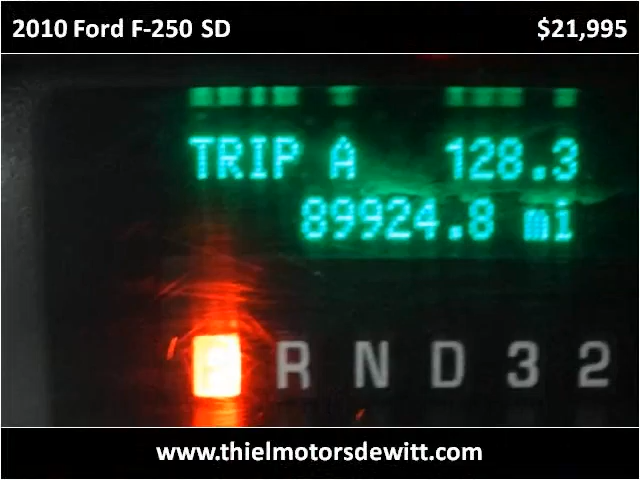 2010 Ford F-250 SD $21,995
TRIP A 128.3
89924.8 mi
R N D 3 2
www.thielmotorsdewitt.com